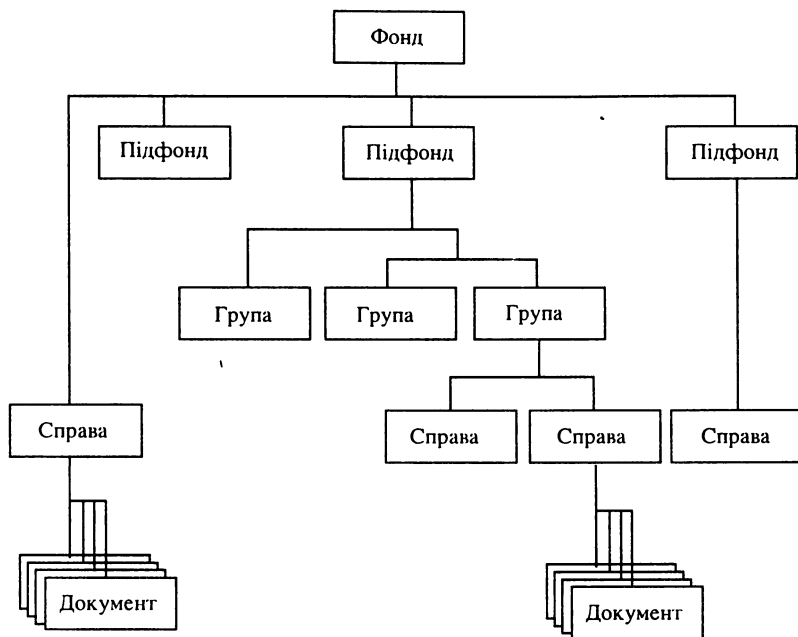 Фонд
Підфонд
Підфонд
Підфонд
Група
Група
Група
Справа
Справа
Справа
Справа
Документ
Документ